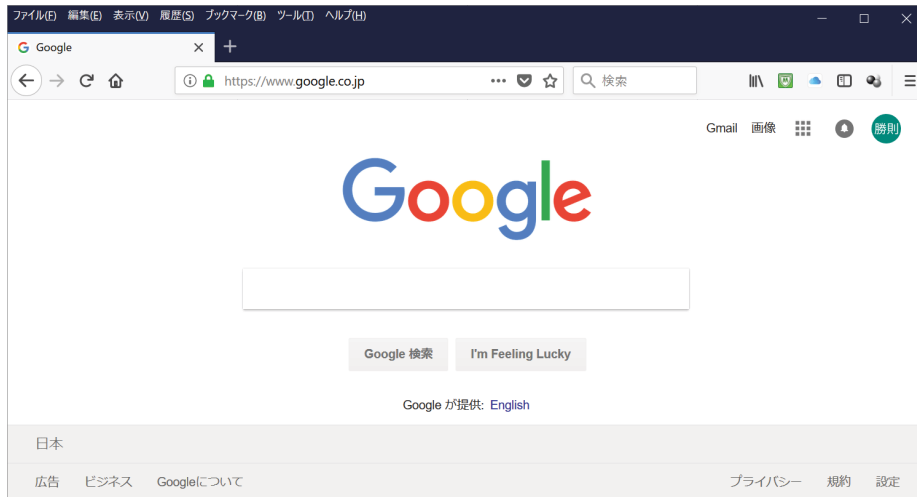 ファイル(F) 編集(E) 表示(V) 履歴(S) ブックマーク(B) ツール(T) ヘルプ(H)
G Google
https://www.google.co.jp 検索
Gmail 画像 勝則
Google
Google 検索 I'm Feeling Lucky
Google が提供: English
日本
広告 ビジネス Googleについて プライバシー 規約 設定